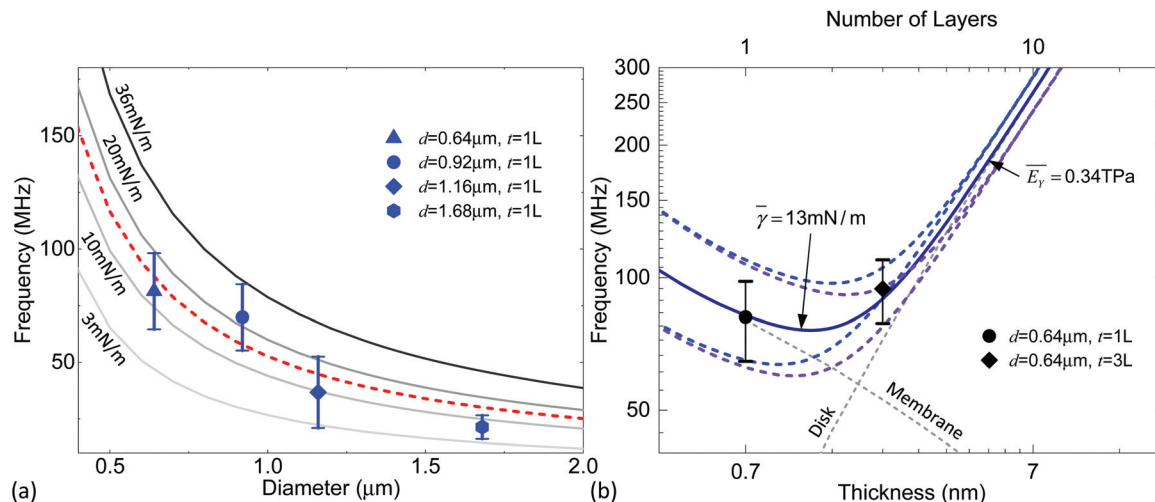 Frequency (MHz)
150
100
50
36mN/m
20mN/m
10mN/m
3mN/m
d=0.64μm, t=1L
d=0.92μm, t=1L
d=1.16μm, t=1L
d=1.68μm, t=1L
0.5
1.0
1.5
2.0
Diameter (μm)
(a)
Number of Layers
1
10
Frequency (MHz)
300
250
200
150
100
50
γ̅ =13mN/m
E̅_Y̅ =0.34TPa
d=0.64μm, t=1L
d=0.64μm, t=3L
Disk
Membrane
0.7
7
Thickness (nm)
(b)